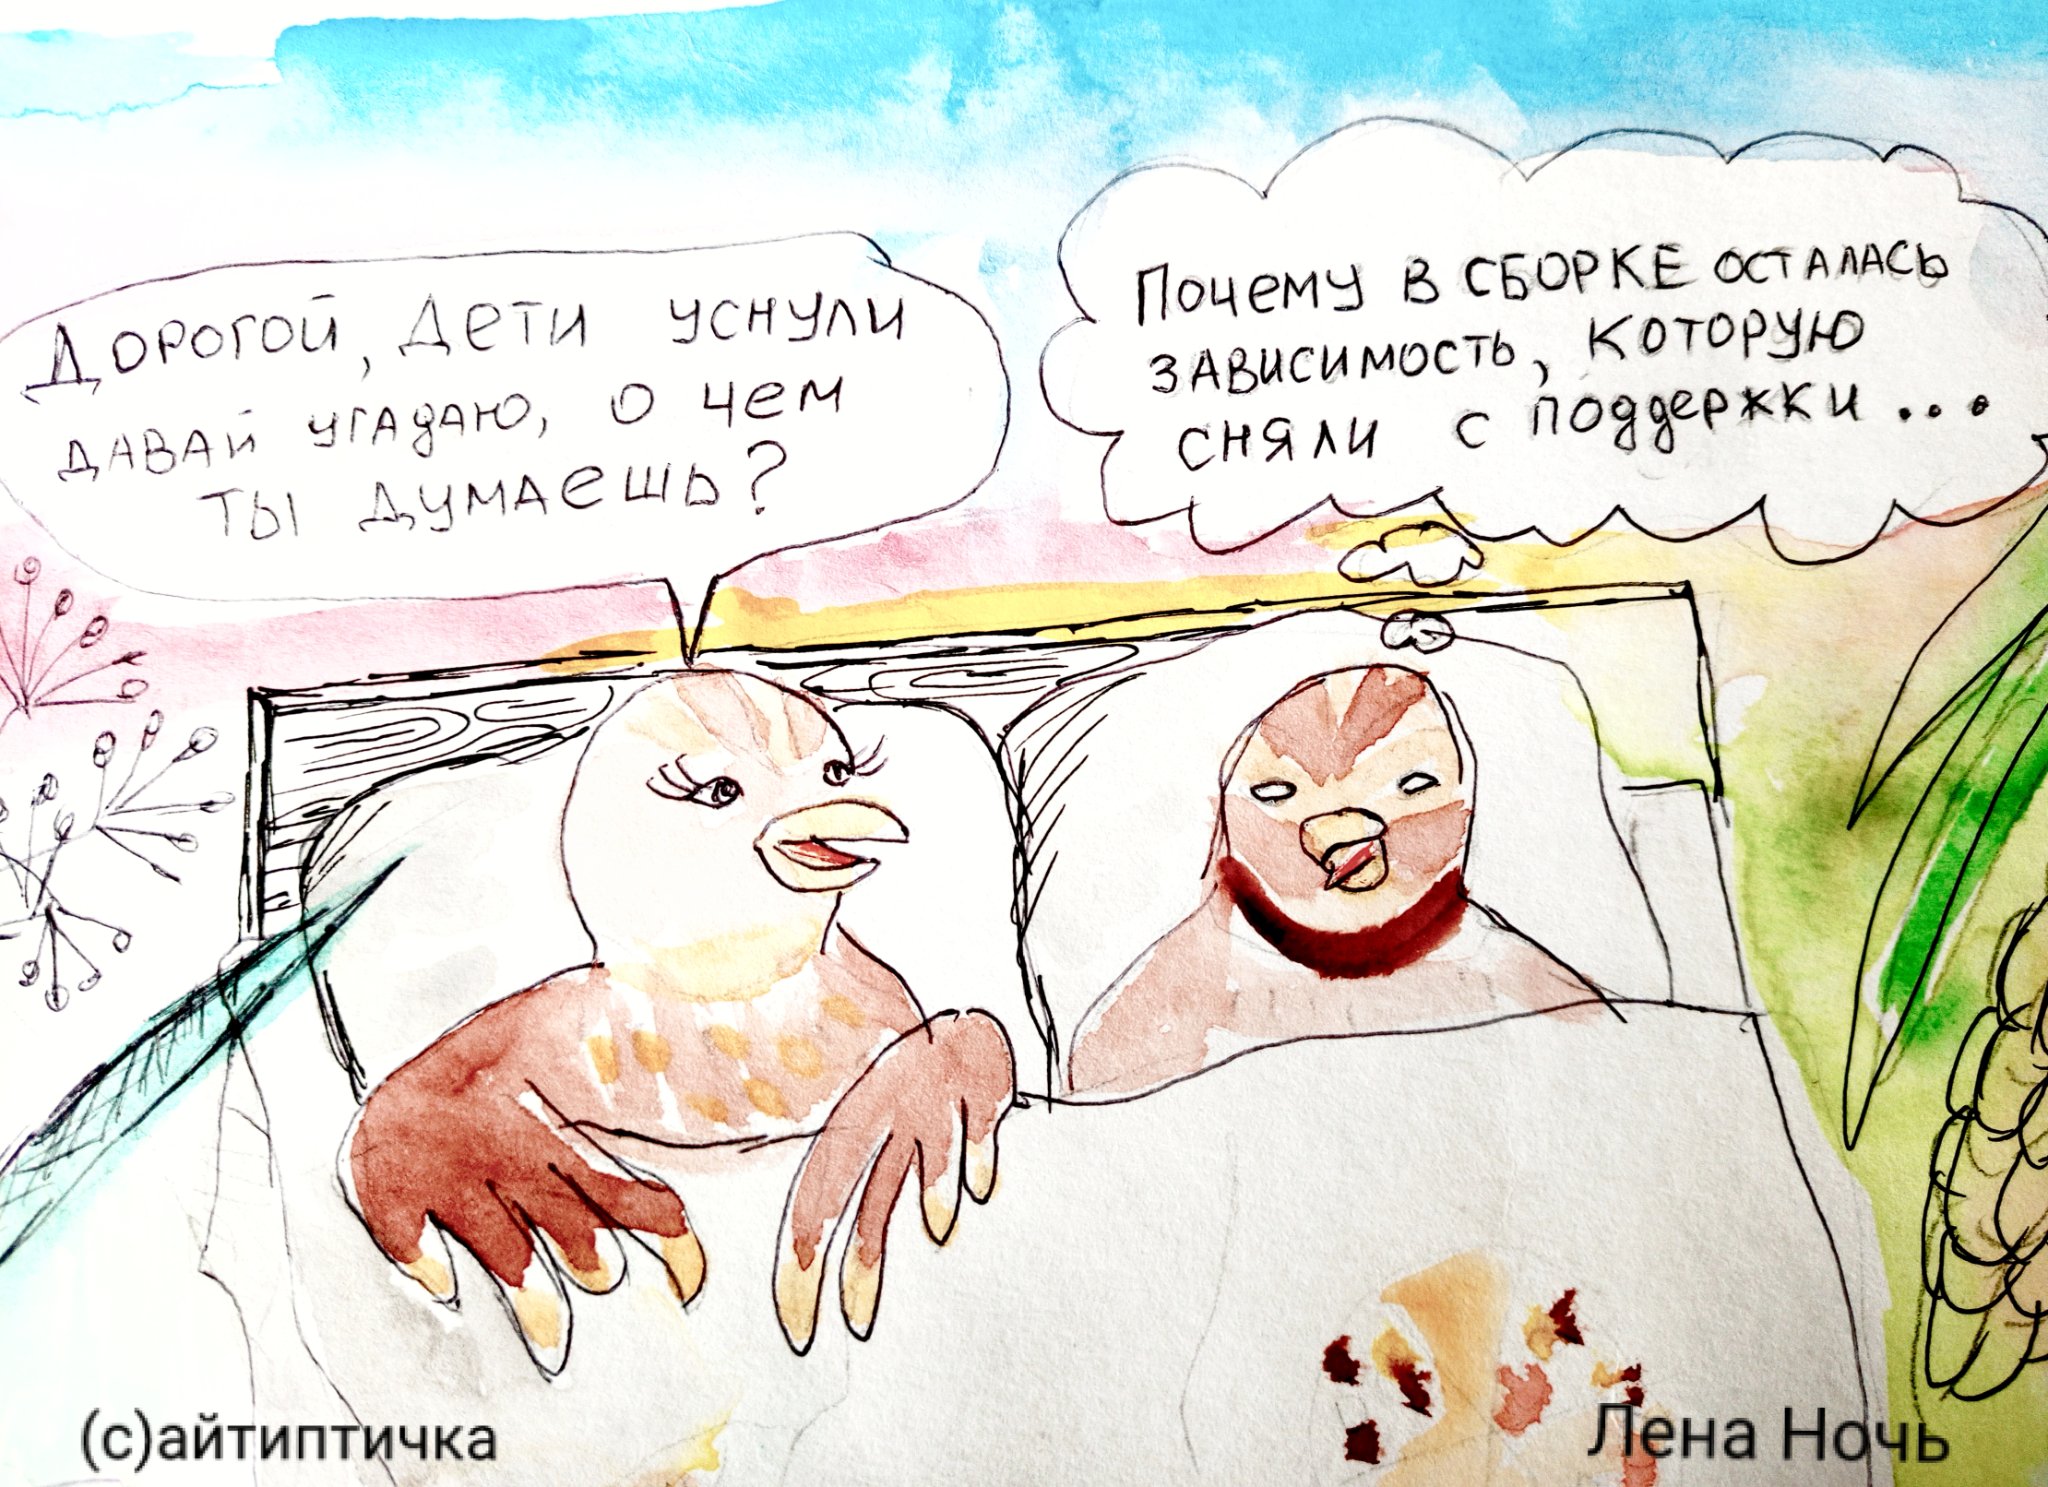 Дорогой, дети уснули
давай угадаю, о чем
ты думаешь?
Почему в сборке осталась
зависимость, которую
сняли с поддержки...
(с)айтиптичка
Лена Ночь